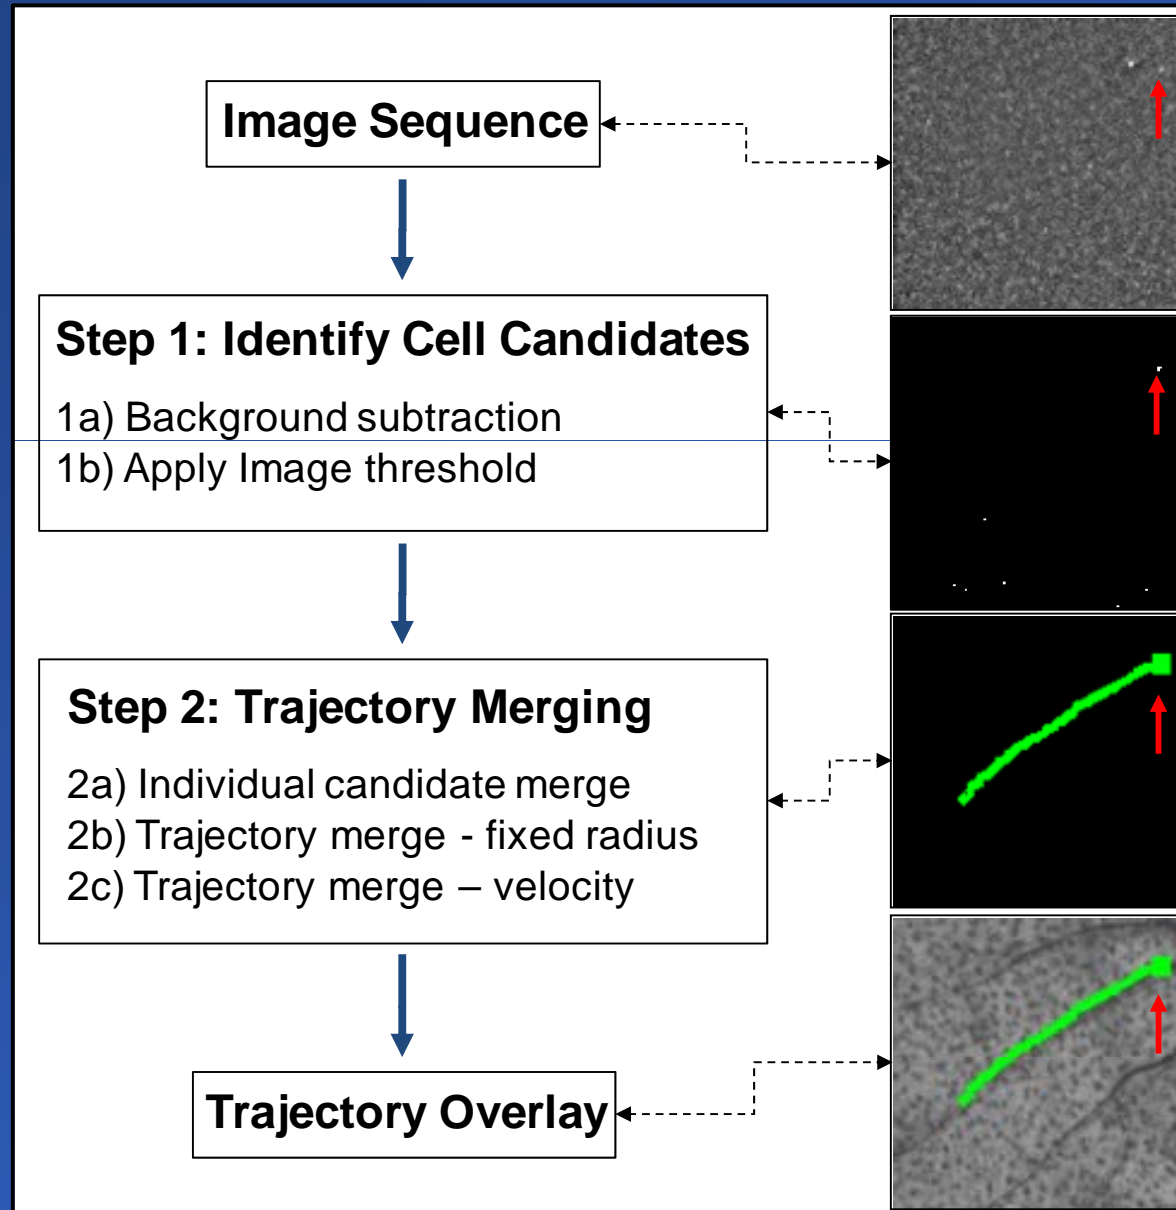 Image Sequence
Step 1: Identify Cell Candidates
1a) Background subtraction
1b) Apply Image threshold
Step 2: Trajectory Merging
2a) Individual candidate merge
2b) Trajectory merge - fixed radius
2c) Trajectory merge – velocity
Trajectory Overlay